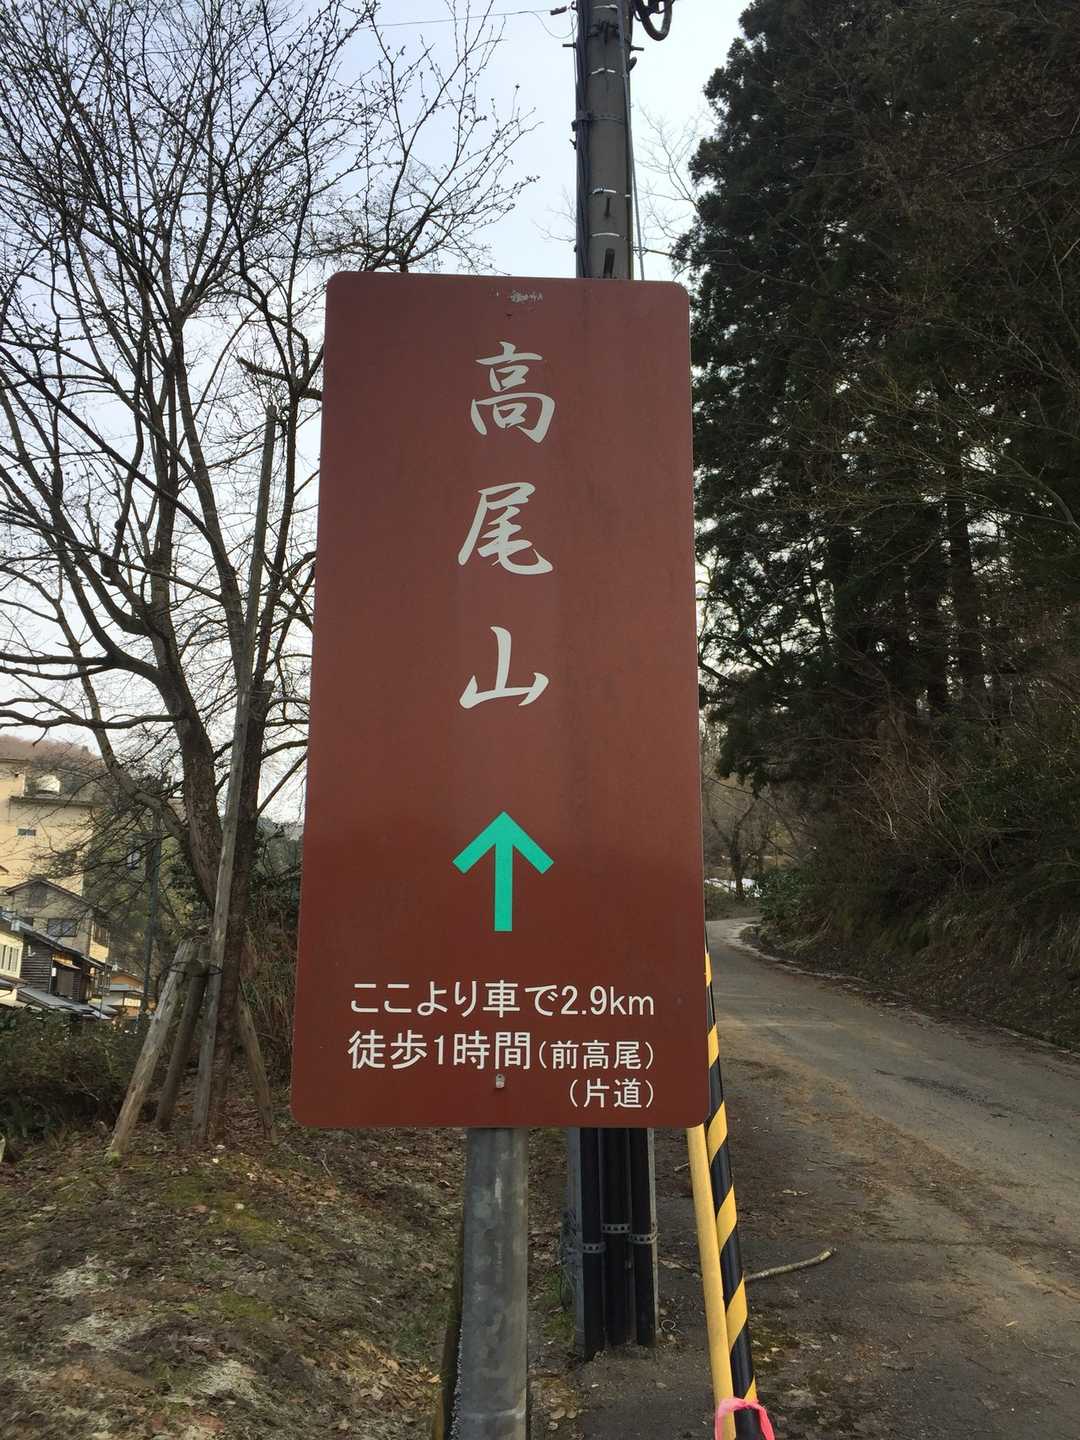 高尾山
ここより車で2.9km
徒歩1時間(前高尾)
(片道)